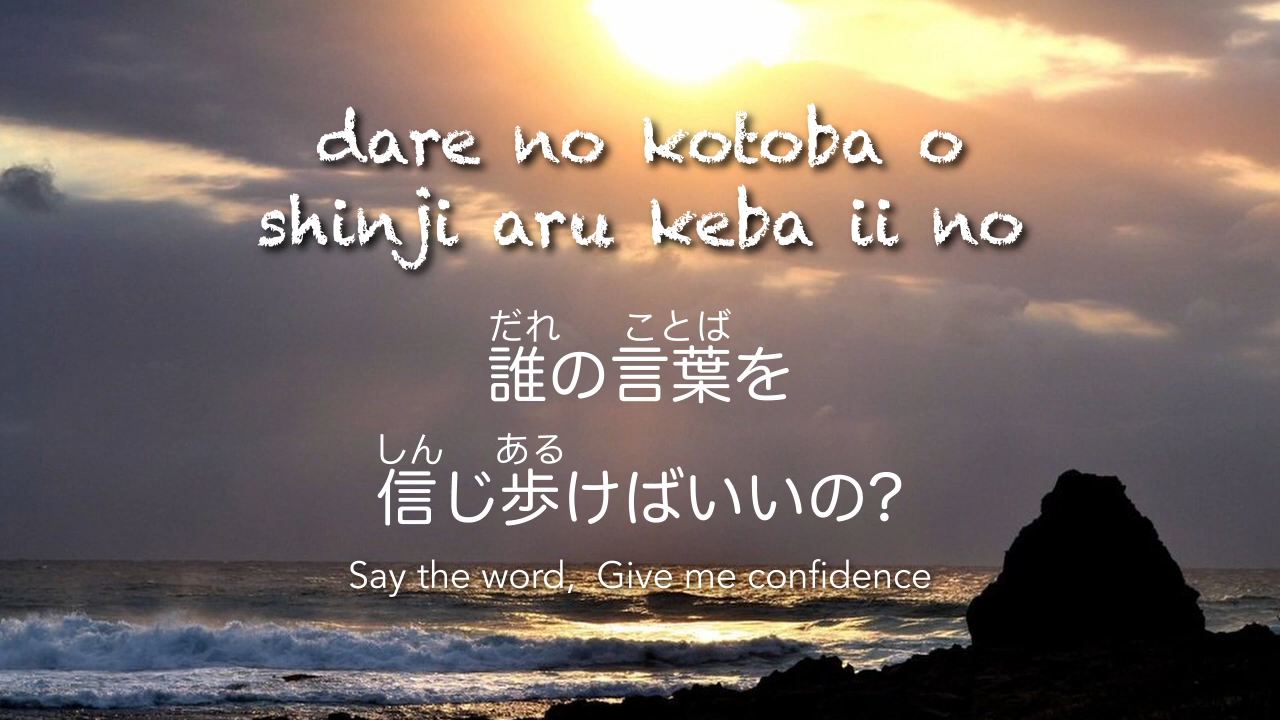 dare no kotoba o
shinji aru keba ii no
だれ ことば
誰の言葉を
しん ある
信じ歩けばいいの?
Say the word, Give me confidence